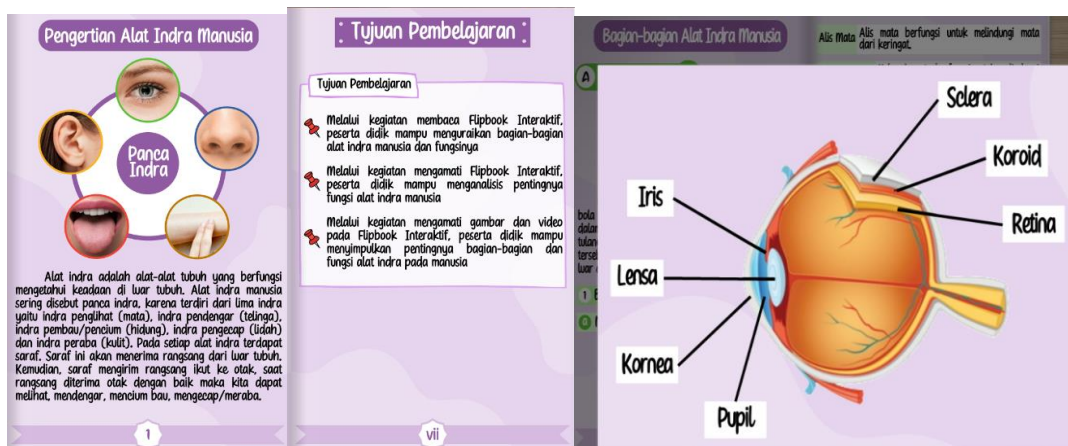 Pengertian Alat Indra Manusia
Panca
Indra
Alat indra adalah alat-alat tubuh yang berfungsi
mengetahui keadaan di luar tubuh. Alat indra manusia
sering disebut panca indra, karena terdiri dari lima indra
yaitu indra penglihat (mata), indra pendengar (telinga),
indra pembau/pencium (hidung), indra pengecap (lidah)
dan indra peraba (kulit). Pada setiap alat indra terdapat
saraf. Saraf ini akan menerima rangsang dari luar tubuh.
Kemudian, saraf mengirim rangsang ikut ke otak, saat
rangsang diterima otak dengan baik maka kita dapat
melihat, mendengar, mencium bau, mengecap/meraba.
1
Tujuan Pembelajaran
Tujuan Pembelajaran
Melalui kegiatan membaca Flipbook Interaktif,
peserta didik mampu menguraikan bagian-bagian
alat indra manusia dan fungsinya
Melalui kegiatan mengamati Flipbook Interaktif,
peserta didik mampu menganalisis pentingnya
fungsi alat indra manusia
Melalui kegiatan mengamati gambar dan video
pada Flipbook Interaktif, peserta didik mampu
menyimpulkan pentingnya bagian-bagian dan
fungsi alat indra pada manusia
vii
Bagian-bagian Alat Indra Manusia
Alis Mata
Alis mata berfungsi untuk melindungi mata
dari keringat.
A
bola
luar
1
Sclera
Koroid
Retina
Iris
Lensa
Kornea
Pupil